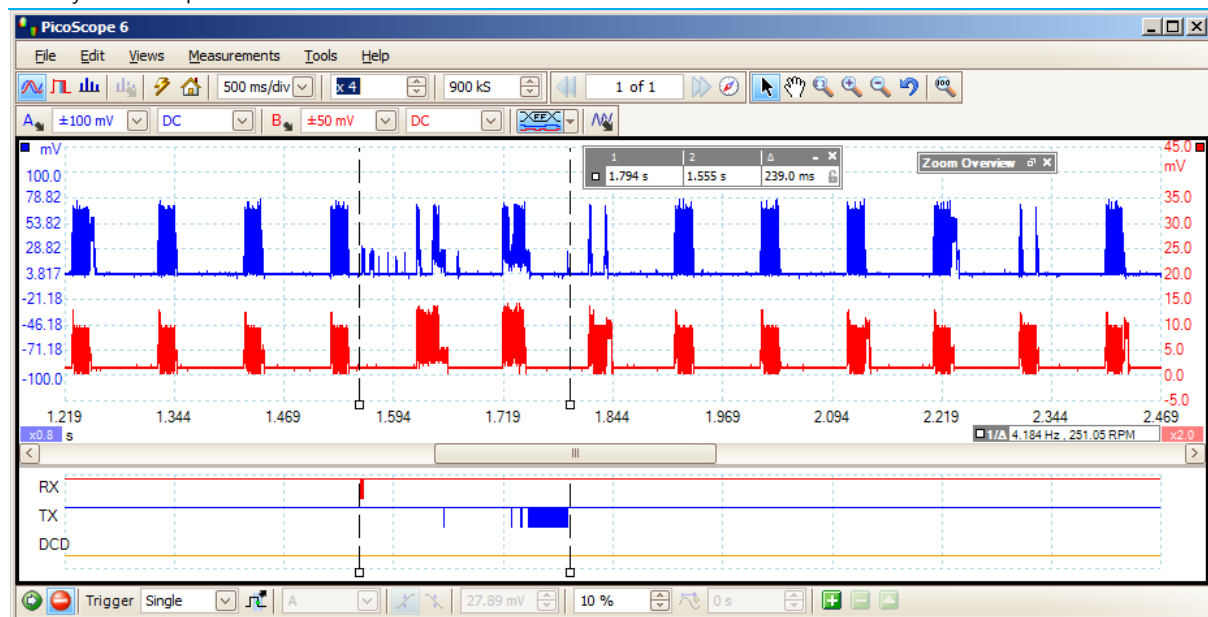 PicoScope 6
File Edit Views Measurements Tools Help
500 ms/div x 4 900 kS 1 of 1
A ±100 mV DC B ±50 mV DC
mV 45.0
mV
1 2 Δ
1.794 s 1.555 s 239.0 ms
Zoom Overview
100.0
78.82 35.0
53.82 30.0
28.82 25.0
3.817 20.0
-21.18 15.0
-46.18 10.0
-71.18 5.0
-100.0 0.0
-5.0
1.219 1.344 1.469 1.594 1.719 1.844 1.969 2.094 2.219 2.344 2.469
x0.8 s 1/Δ 4.184 Hz , 251.05 RPM x2.0
RX
TX
DCD
Trigger Single A 27.89 mV 10 % 0 s